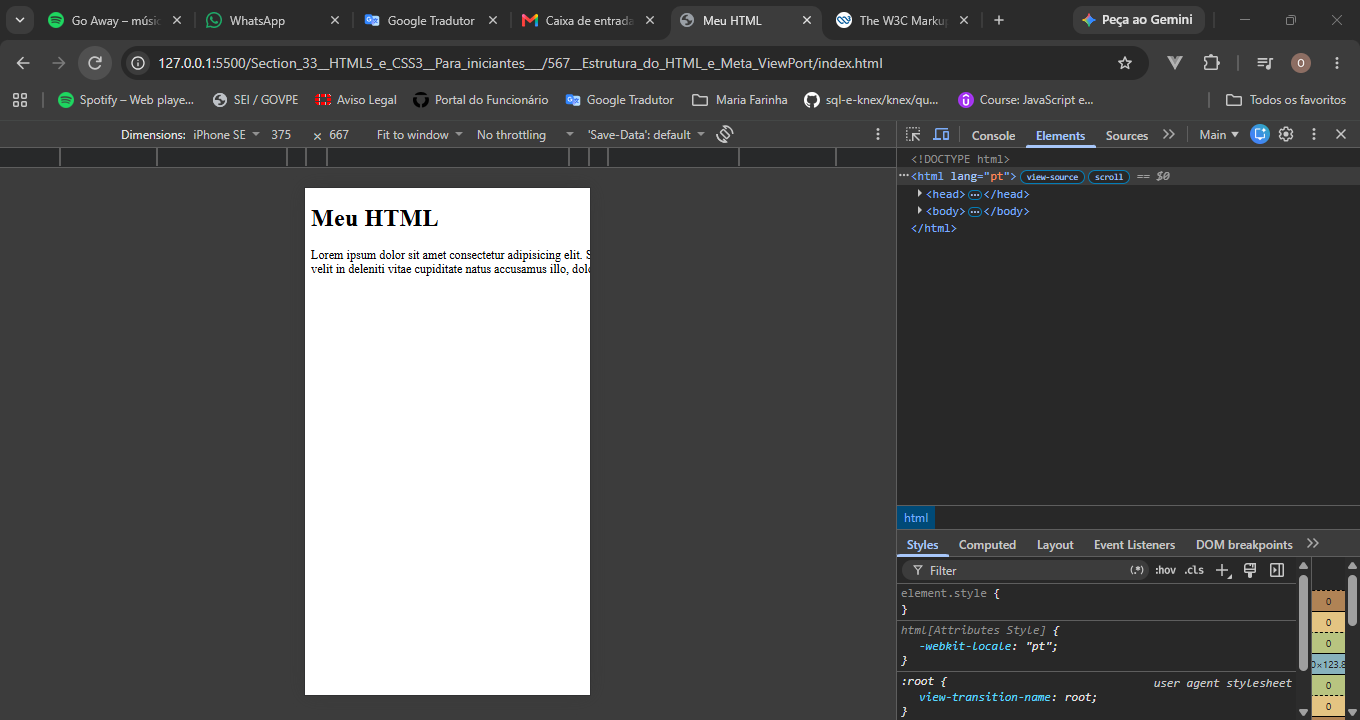 Go Away – músic
WhatsApp
Google Tradutor
Caixa de entrada
Meu HTML
The W3C Markup
Peça ao Gemini
127.0.0.1:5500/Section_33__HTML5_e_CSS3__Para_iniciantes___/567__Estrutura_do_HTML_e_Meta_ViewPort/index.html
O
Spotify – Web playe...
SEI / GOVPE
Aviso Legal
Portal do Funcionário
Google Tradutor
Maria Farinha
sql-e-knex/knex/qu...
Course: JavaScript e...
Todos os favoritos
Dimensions: iPhone SE 375 × 667 Fit to window No throttling 'Save-Data': default
Console Elements Sources Main
Meu HTML
Lorem ipsum dolor sit amet consectetur adipisicing elit. S
velit in deleniti vitae cupiditate natus accusamus illo, dolo
<!DOCTYPE html>
<html lang="pt"> view-source scroll == $0
<head> </head>
<body> </body>
</html>
html
Styles Computed Layout Event Listeners DOM breakpoints
Filter (.*) :hov .cls
element.style {
}
html[Attributes Style] {
-webkit-locale: "pt";
}
:root { user agent stylesheet
view-transition-name: root;
}
0
0
0
0×123.8
0
0